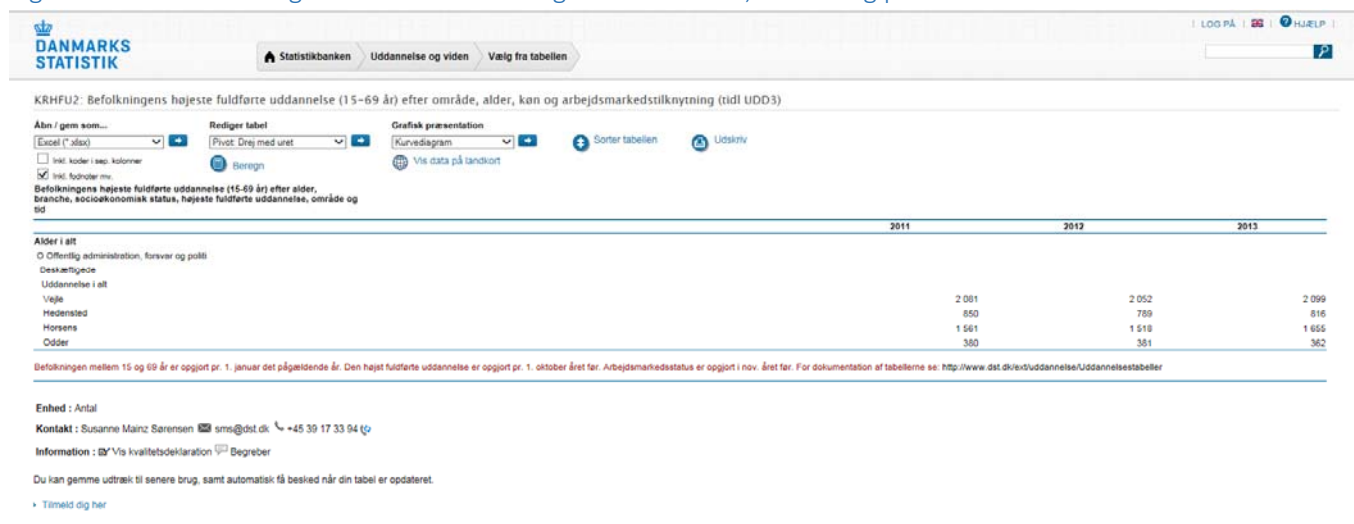 LOG PÅ | HJÆLP
DANMARKS
STATISTIK
Statistikbanken
Uddannelse og viden
Vælg fra tabellen
KRHFU2: Befolkningens højeste fuldførte uddannelse (15-69 år) efter område, alder, køn og arbejdsmarkedstilknytning (tidl UDD3)
Åbn / gem som... Rediger tabel Grafisk præsentation
Excel (*.xlsx) Pivot: Drej med uret Kurvediagram Sorter tabellen Udskriv
Inkl. koder i sep. kolonner Beregn Vis data på landkort
Inkl. fodnoter mv.
Befolkningens højeste fuldførte uddannelse (15-69 år) efter alder,
branche, socioøkonomisk status, højeste fuldførte uddannelse, område og
tid
2011 2012 2013
Alder i alt
O Offentlig administration, forsvar og politi
Beskæftigede
Uddannelse i alt
Vejle 2 081 2 052 2 099
Hedensted 850 789 816
Horsens 1 561 1 518 1 655
Odder 380 381 362
Befolkningen mellem 15 og 69 år er opgjort pr. 1. januar det pågældende år. Den højst fuldførte uddannelse er opgjort pr. 1. oktober året før. Arbejdsmarkedsstatus er opgjort i nov. året før. For dokumentation af tabellerne se: http://www.dst.dk/ext/uddannelse/Uddannelsestabeller
Enhed : Antal
Kontakt : Susanne Mainz Sørensen sms@dst.dk +45 39 17 33 94
Information : Vis kvalitetsdeklaration Begreber
Du kan gemme udtræk til senere brug, samt automatisk få besked når din tabel er opdateret.
Tilmeld dig her